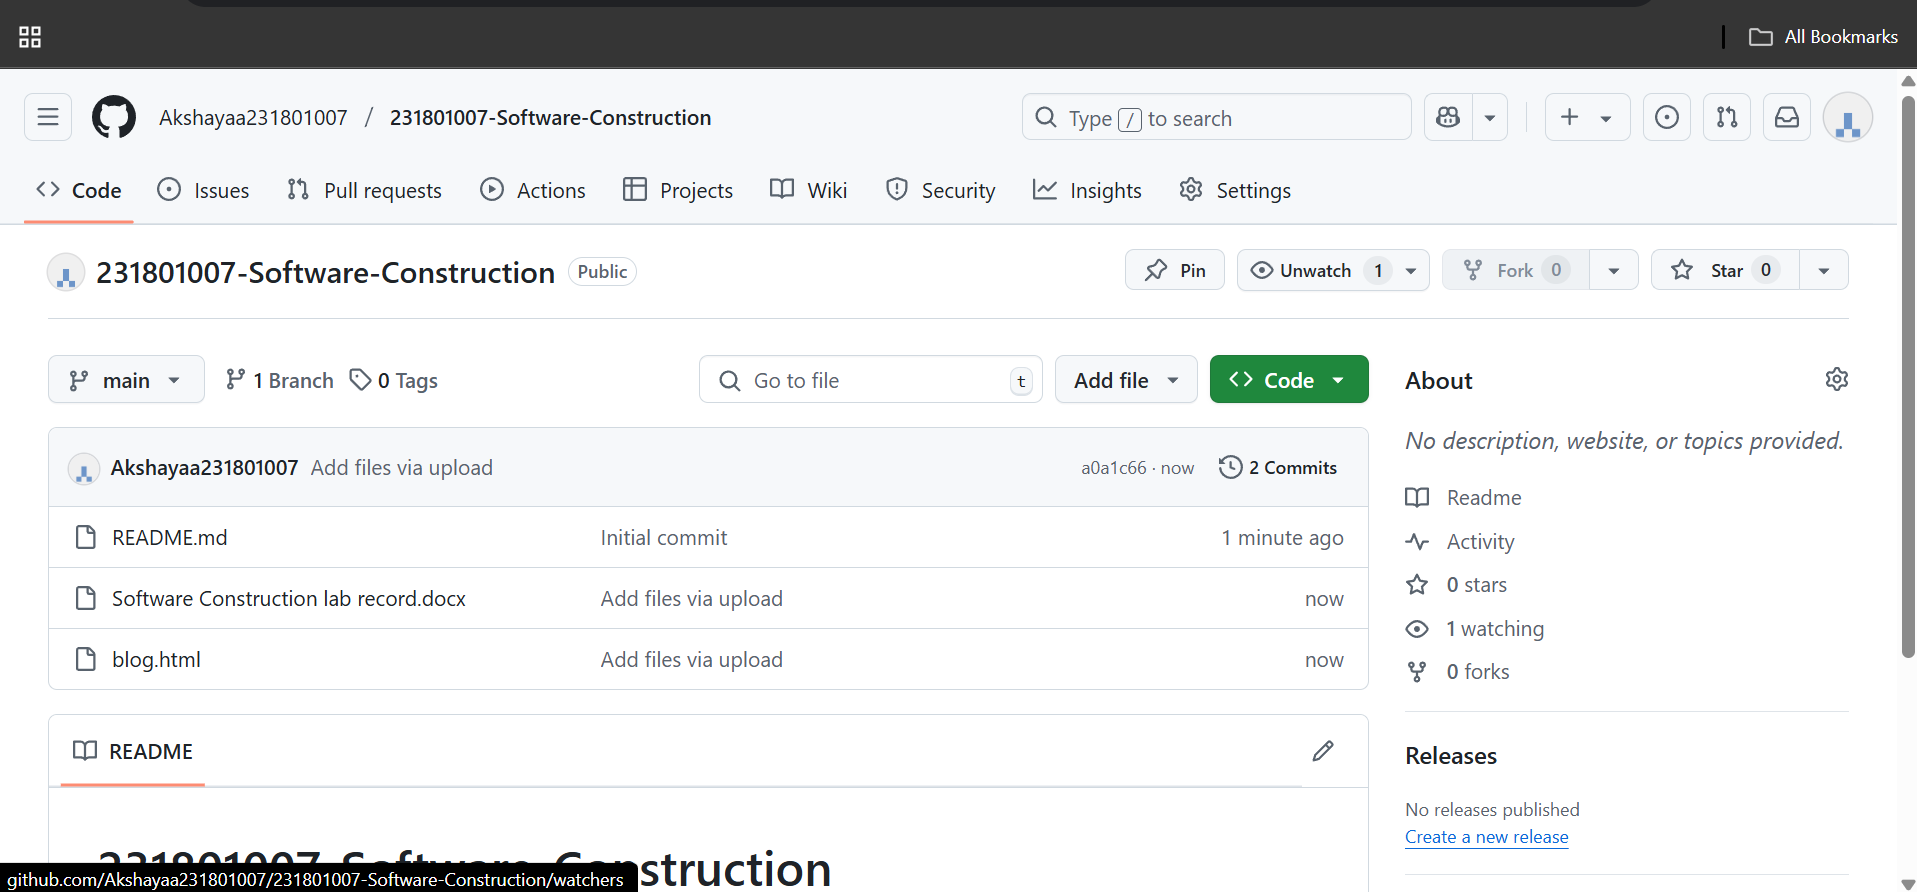 All Bookmarks
Akshayaa231801007 / 231801007-Software-Construction
Type / to search
Code Issues Pull requests Actions Projects Wiki Security Insights Settings
231801007-Software-Construction Public
Pin Unwatch 1 Fork 0 Star 0
main 1 Branch 0 Tags Go to file t Add file Code
Akshayaa231801007 Add files via upload a0a1c66 · now 2 Commits
README.md Initial commit 1 minute ago
Software Construction lab record.docx Add files via upload now
blog.html Add files via upload now
README
231801007-Software-Construction
About
No description, website, or topics provided.
Readme
Activity
0 stars
1 watching
0 forks
Releases
No releases published
Create a new release
github.com/Akshayaa231801007/231801007-Software-Construction/watchers